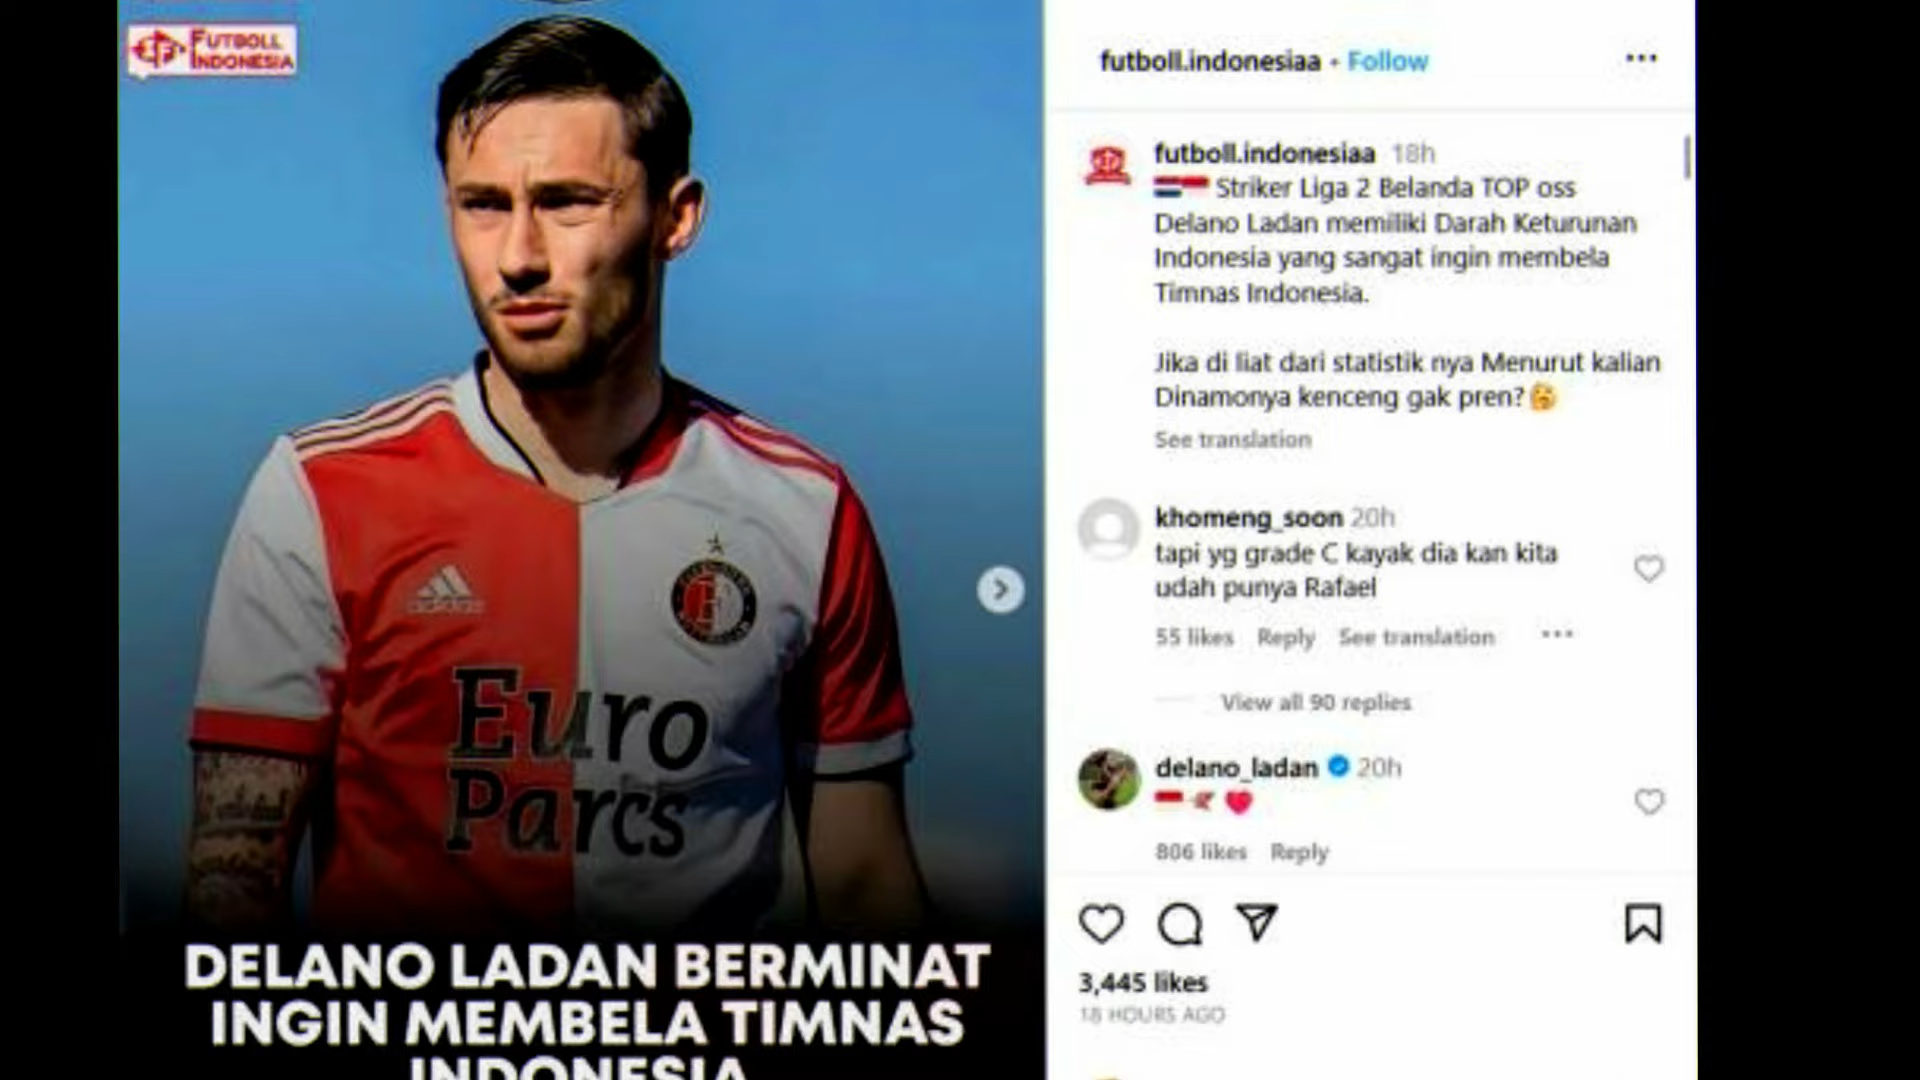 FUTBOLL
INDONESIA
Euro
Parcs
DELANO LADAN BERMINAT
INGIN MEMBELA TIMNAS
INDONESIA
futboll.indonesiaa • Follow
futboll.indonesiaa 18h
Striker Liga 2 Belanda TOP oss
Delano Ladan memiliki Darah Keturunan
Indonesia yang sangat ingin membela
Timnas Indonesia.
Jika di liat dari statistik nya Menurut kalian
Dinamonya kenceng gak pren?
See translation
khomeng_soon 20h
tapi yg grade C kayak dia kan kita
udah punya Rafael
55 likes Reply See translation
View all 90 replies
delano_ladan 20h
806 likes Reply
3,445 likes
18 HOURS AGO